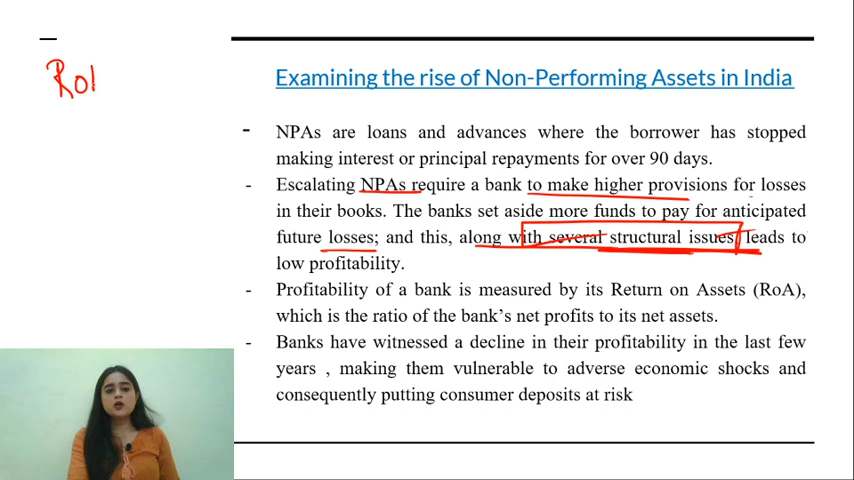 RoI
Examining the rise of Non-Performing Assets in India
- NPAs are loans and advances where the borrower has stopped
making interest or principal repayments for over 90 days.
- Escalating NPAs require a bank to make higher provisions for losses
in their books. The banks set aside more funds to pay for anticipated
future losses; and this, along with several structural issues, leads to
low profitability.
- Profitability of a bank is measured by its Return on Assets (RoA),
which is the ratio of the bank's net profits to its net assets.
- Banks have witnessed a decline in their profitability in the last few
years , making them vulnerable to adverse economic shocks and
consequently putting consumer deposits at risk